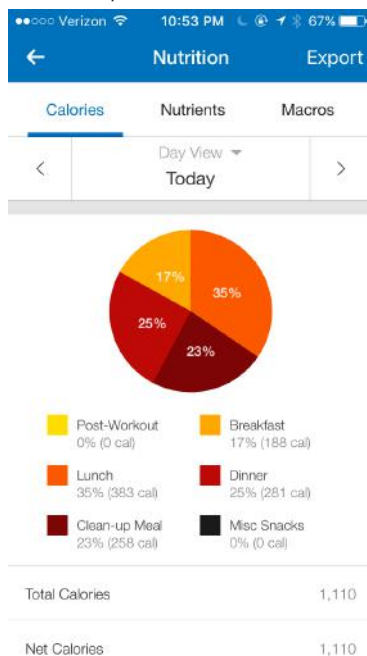 Verizon 10:53 PM 67%
Nutrition Export
Calories Nutrients Macros
Day View
Today
17%
35%
25%
23%
Post-Workout Breakfast
0% (0 cal) 17% (188 cal)
Lunch Dinner
35% (383 cal) 25% (281 cal)
Clean-up Meal Misc Snacks
23% (258 cal) 0% (0 cal)
Total Calories 1,110
Net Calories 1,110